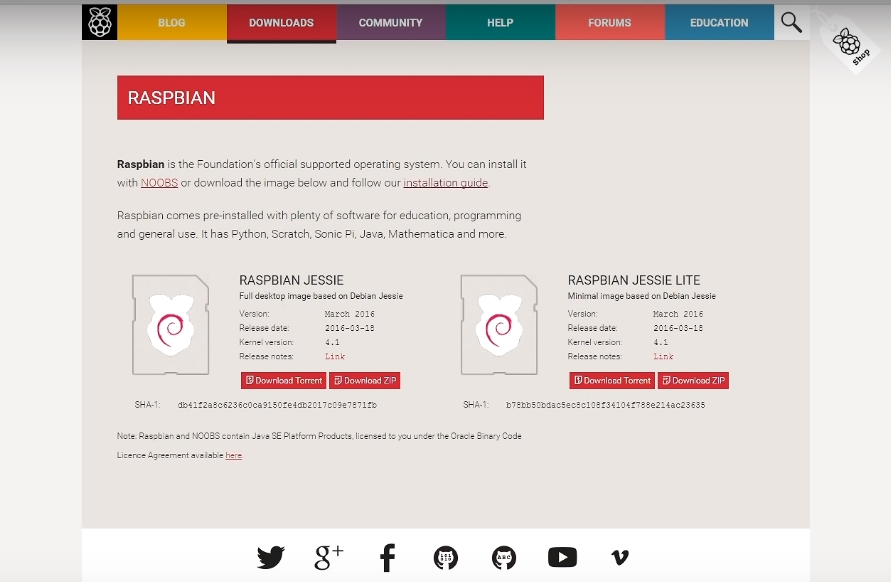 BLOG
DOWNLOADS
COMMUNITY
HELP
FORUMS
EDUCATION
Shop
RASPBIAN
Raspbian is the Foundation's official supported operating system. You can install it
with NOOBS or download the image below and follow our installation guide.
Raspbian comes pre-installed with plenty of software for education, programming
and general use. It has Python, Scratch, Sonic Pi, Java, Mathematica and more.
RASPBIAN JESSIE
Full desktop image based on Debian Jessie
Version: March 2016
Release date: 2016-03-18
Kernel version: 4.1
Release notes: Link
Download Torrent Download ZIP
SHA-1: db41f2a8c6236c0ca9150fe4db2017c09e7871fb
RASPBIAN JESSIE LITE
Minimal image based on Debian Jessie
Version: March 2016
Release date: 2016-03-18
Kernel version: 4.1
Release notes: Link
Download Torrent Download ZIP
SHA-1:
Note: Raspbian and NOOBS contain Java SE Platform Products, licensed to you under the Oracle Binary Code
Licence Agreement available here.